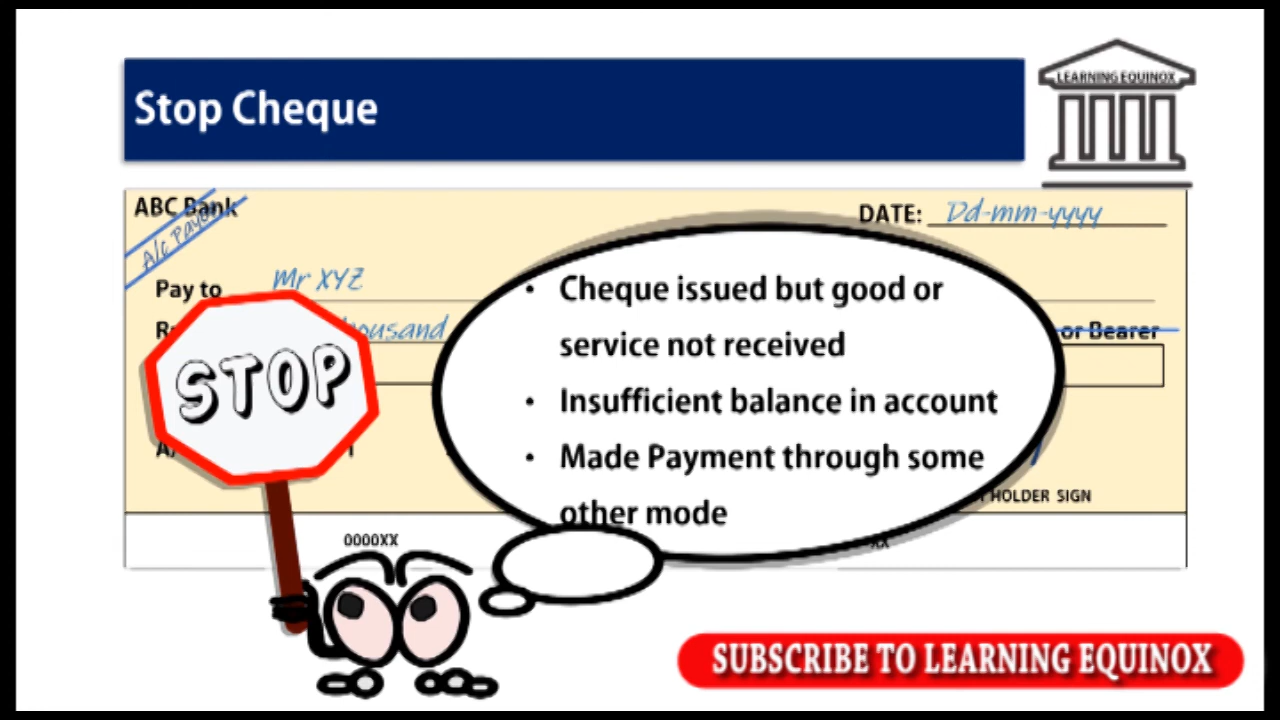 Stop Cheque
LEARNING EQUINOX
ABC Bank
A/c Payee
DATE: Dd-mm-yyyy
Pay to Mr XYZ
or Bearer
STOP
• Cheque issued but good or
service not received
• Insufficient balance in account
• Made Payment through some
other mode
HOLDER SIGN
0000XX
XX
SUBSCRIBE TO LEARNING EQUINOX